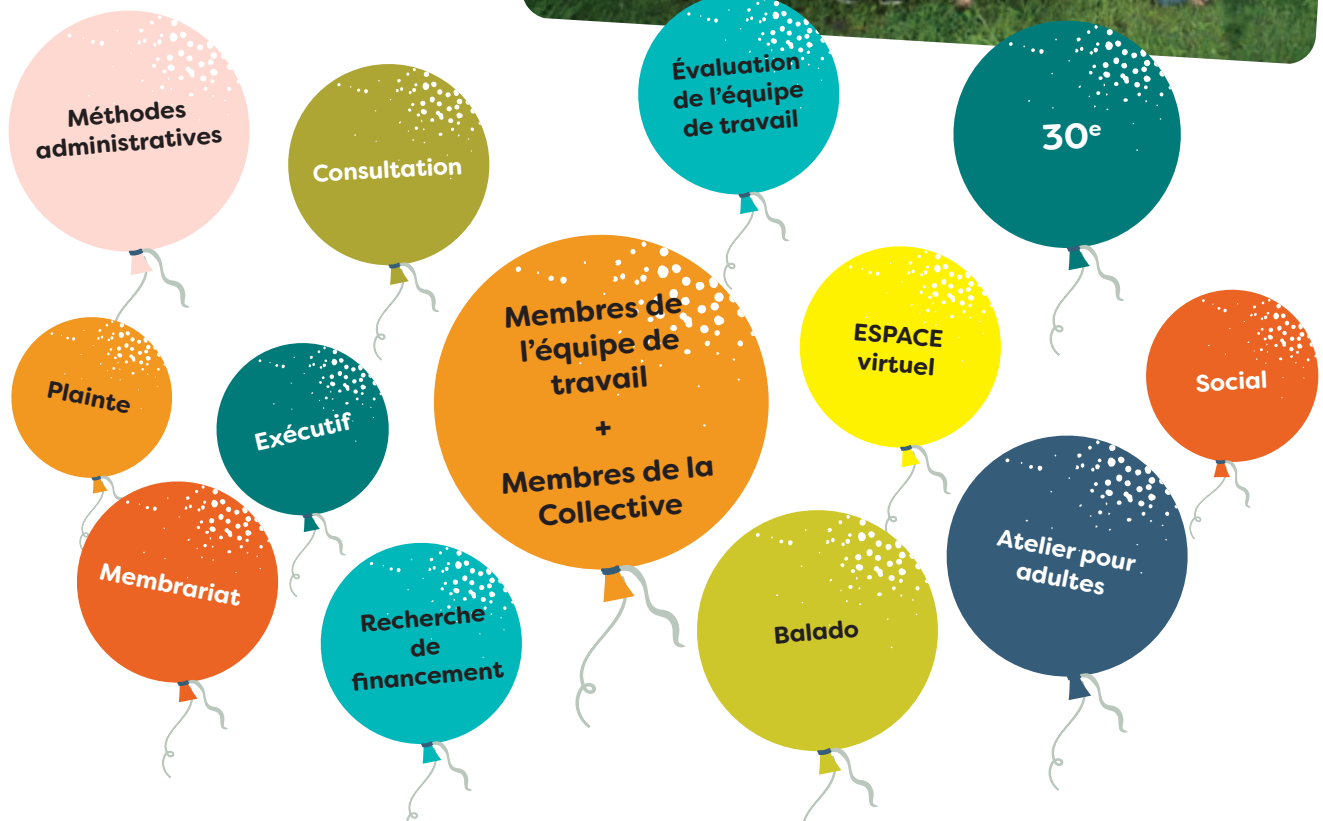 Méthodes
administratives
Consultation
Évaluation
de l'équipe
de travail
30e
Membres de
l'équipe de
travail
+
Membres de la
Collective
ESPACE
virtuel
Social
Plainte
Exécutif
Membrariat
Recherche
de
financement
Balado
Atelier pour
adultes